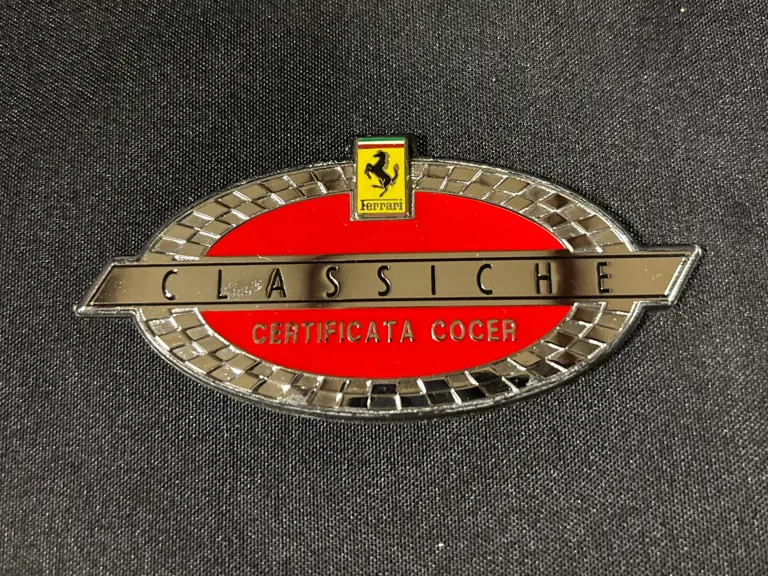 Ferrari
CLASSICHE
CERTIFICATA COCER